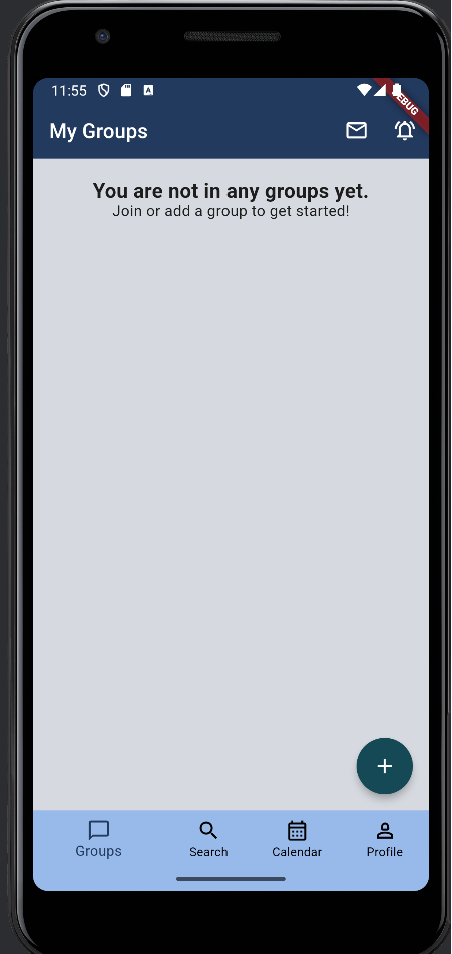 11:55
DEBUG
My Groups
You are not in any groups yet.
Join or add a group to get started!
Groups Search Calendar Profile